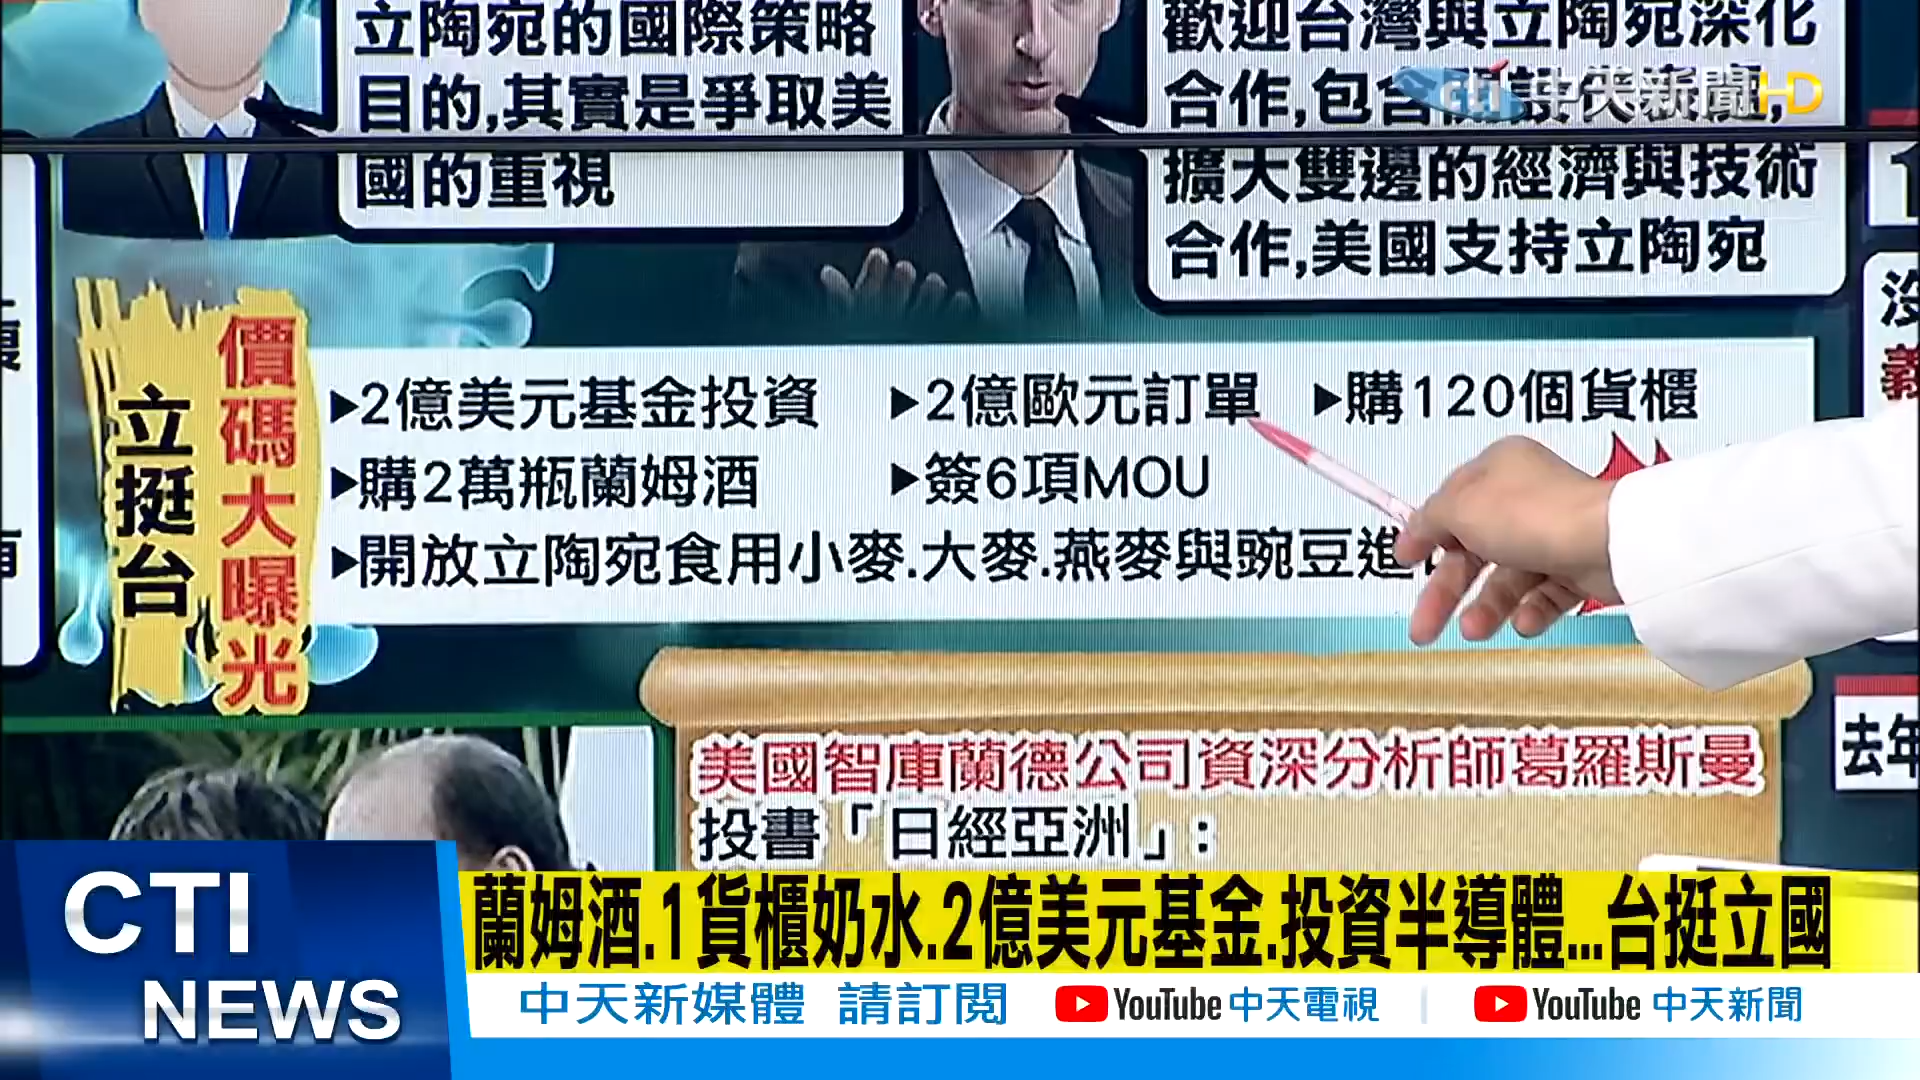 立陶宛的國際策略
目的,其實是爭取美
國的重視
歡迎台灣與立陶宛深化
擴大雙邊的經濟與技術
合作,美國支持立陶宛
cti 中天新聞HD
價碼大曝光
立挺台
▸2億美元基金投資
▸2億歐元訂單
▸購120個貨櫃
▸購2萬瓶蘭姆酒
▸簽6項MOU
▸開放立陶宛食用小麥.大麥.燕麥與豌豆進
美國智庫蘭德公司資深分析師葛羅斯曼
投書「日經亞洲」:
去年
CTI
NEWS
蘭姆酒.1貨櫃奶水.2億美元基金.投資半導體...台挺立國
中天新媒體 請訂閱 YouTube 中天電視 | YouTube 中天新聞